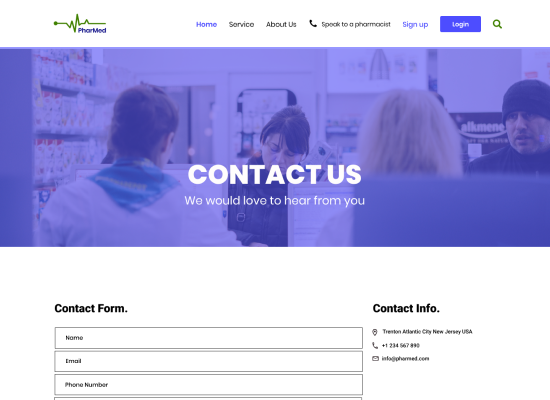 PharMed
Home Service About Us Speak to a pharmacist Sign up Login
alkmene
CONTACT US
We would love to hear from you
Contact Form.
Contact Info.
Name
Trenton Atlantic City New Jersey USA
+1 234 567 890
Email
info@pharmed.com
Phone Number